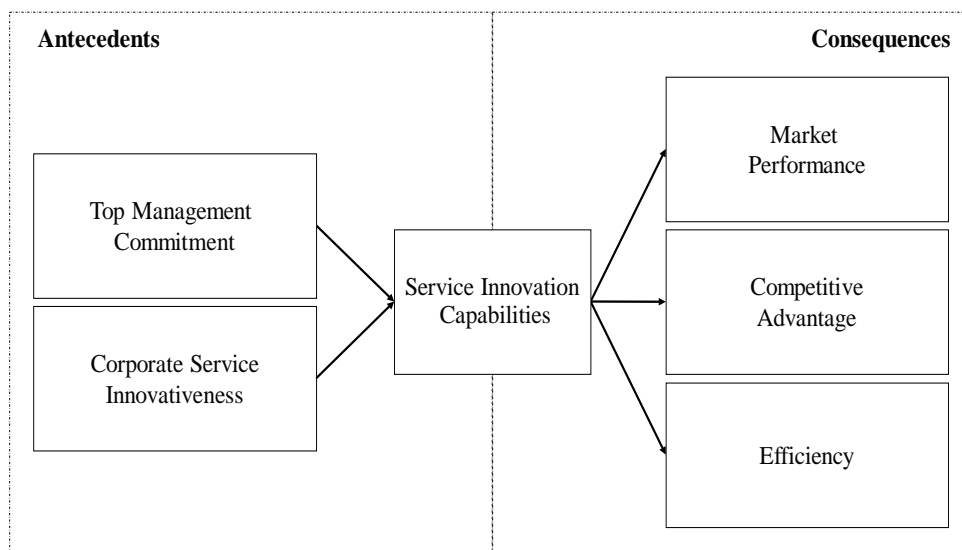 Antecedents
Consequences
Top Management
Commitment
Corporate Service
Innovativeness
Service Innovation
Capabilities
Market
Performance
Competitive
Advantage
Efficiency